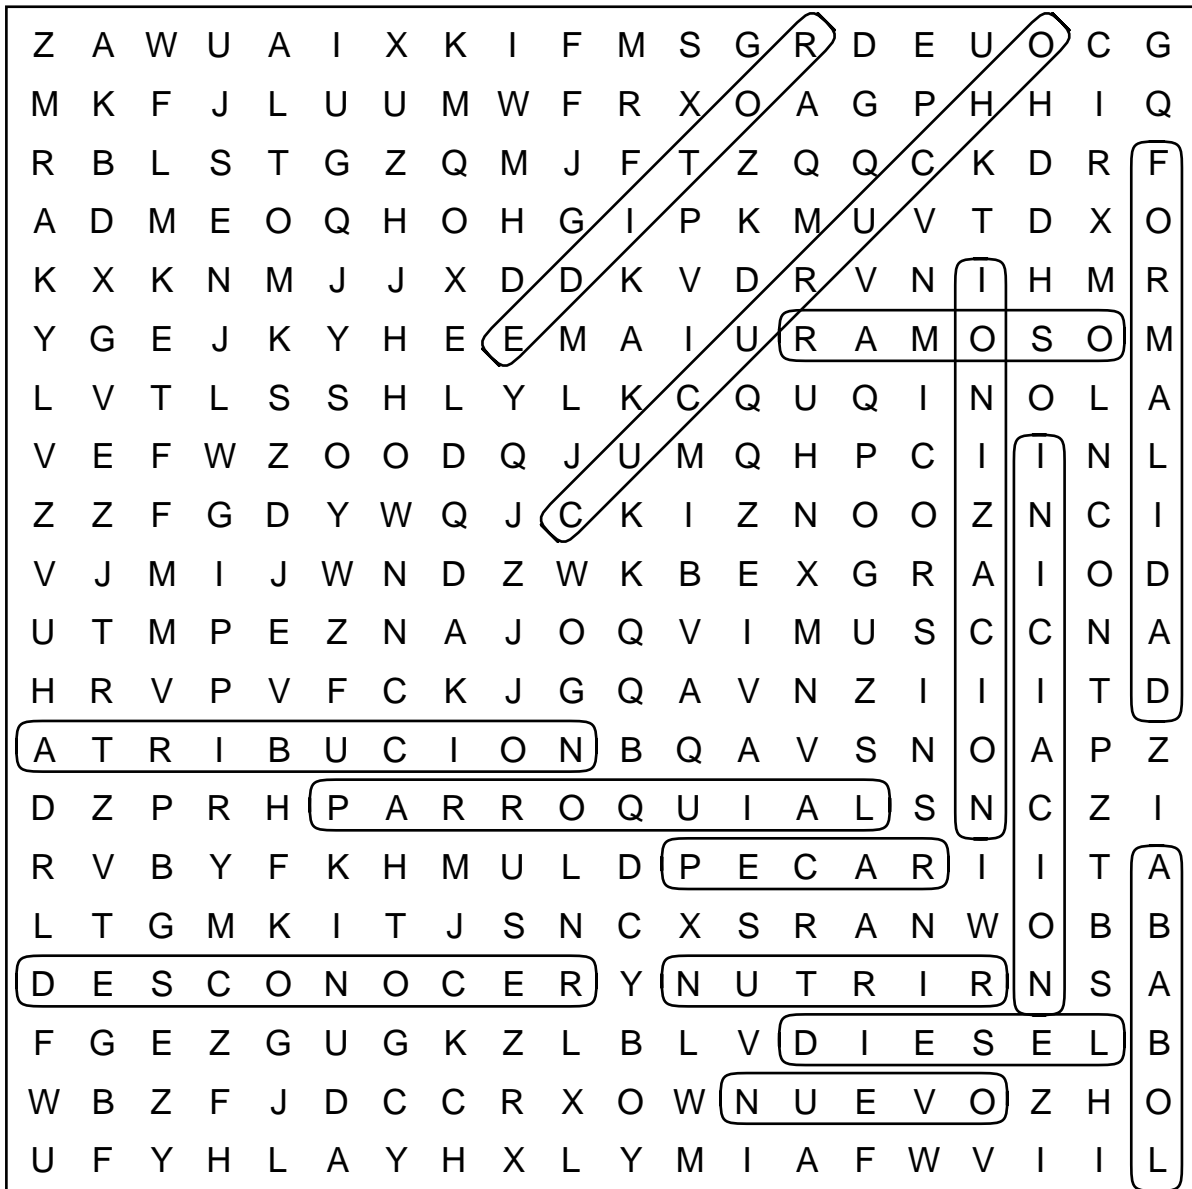 Z A W U A I X K I F M S G R D E U O C G
M K F J L U U M W F R X O A G P H H I Q
R B L S T G Z Q M J F T Z Q Q C K D R F
A D M E O Q H O H G I P K M U V T D X O
K X K N M J J X D D K V D R V N I H M R
Y G E J K Y H E E M A I U R A M O S O M
L V T L S S H L Y L K C Q U Q I N O L A
V E F W Z O O D Q J U M Q H P C I I N L
Z Z F G D Y W Q J C K I Z N O O Z N C I
V J M I J W N D Z W K B E X G R A I O D
U T M P E Z N A J O Q V I M U S C C N A
H R V P V F C K J G Q A V N Z I I I T D
A T R I B U C I O N B Q A V S N O A P Z
D Z P R H P A R R O Q U I A L S N C Z I
R V B Y F K H M U L D P E C A R I I T A
L T G M K I T J S N C X S R A N W O B B
D E S C O N O C E R Y N U T R I R N S A
F G E Z G U G K Z L B L V D I E S E L B
W B Z F J D C C R X O W N U E V O Z H O
U F Y H L A Y H X L Y M I A F W V I I L